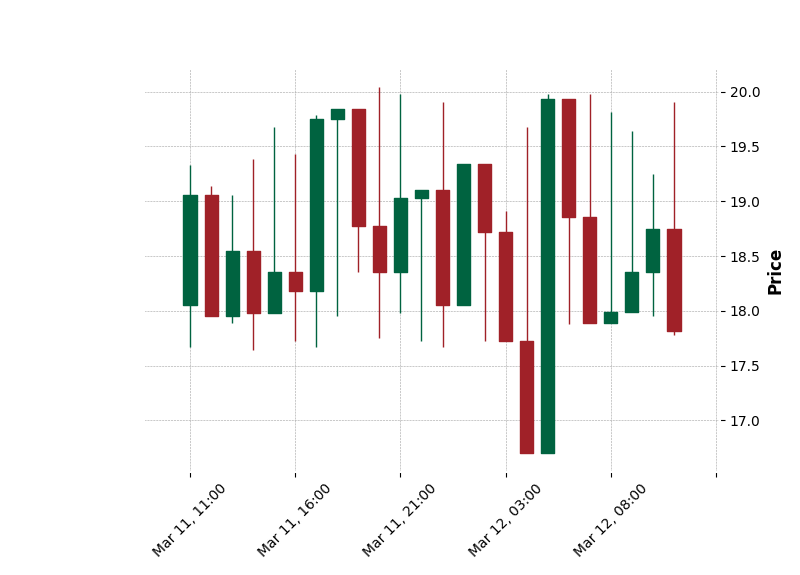 20.0
19.5
19.0
18.5
18.0
17.5
17.0
Price
Mar 11, 11:00
Mar 11, 16:00
Mar 11, 21:00
Mar 12, 03:00
Mar 12, 08:00